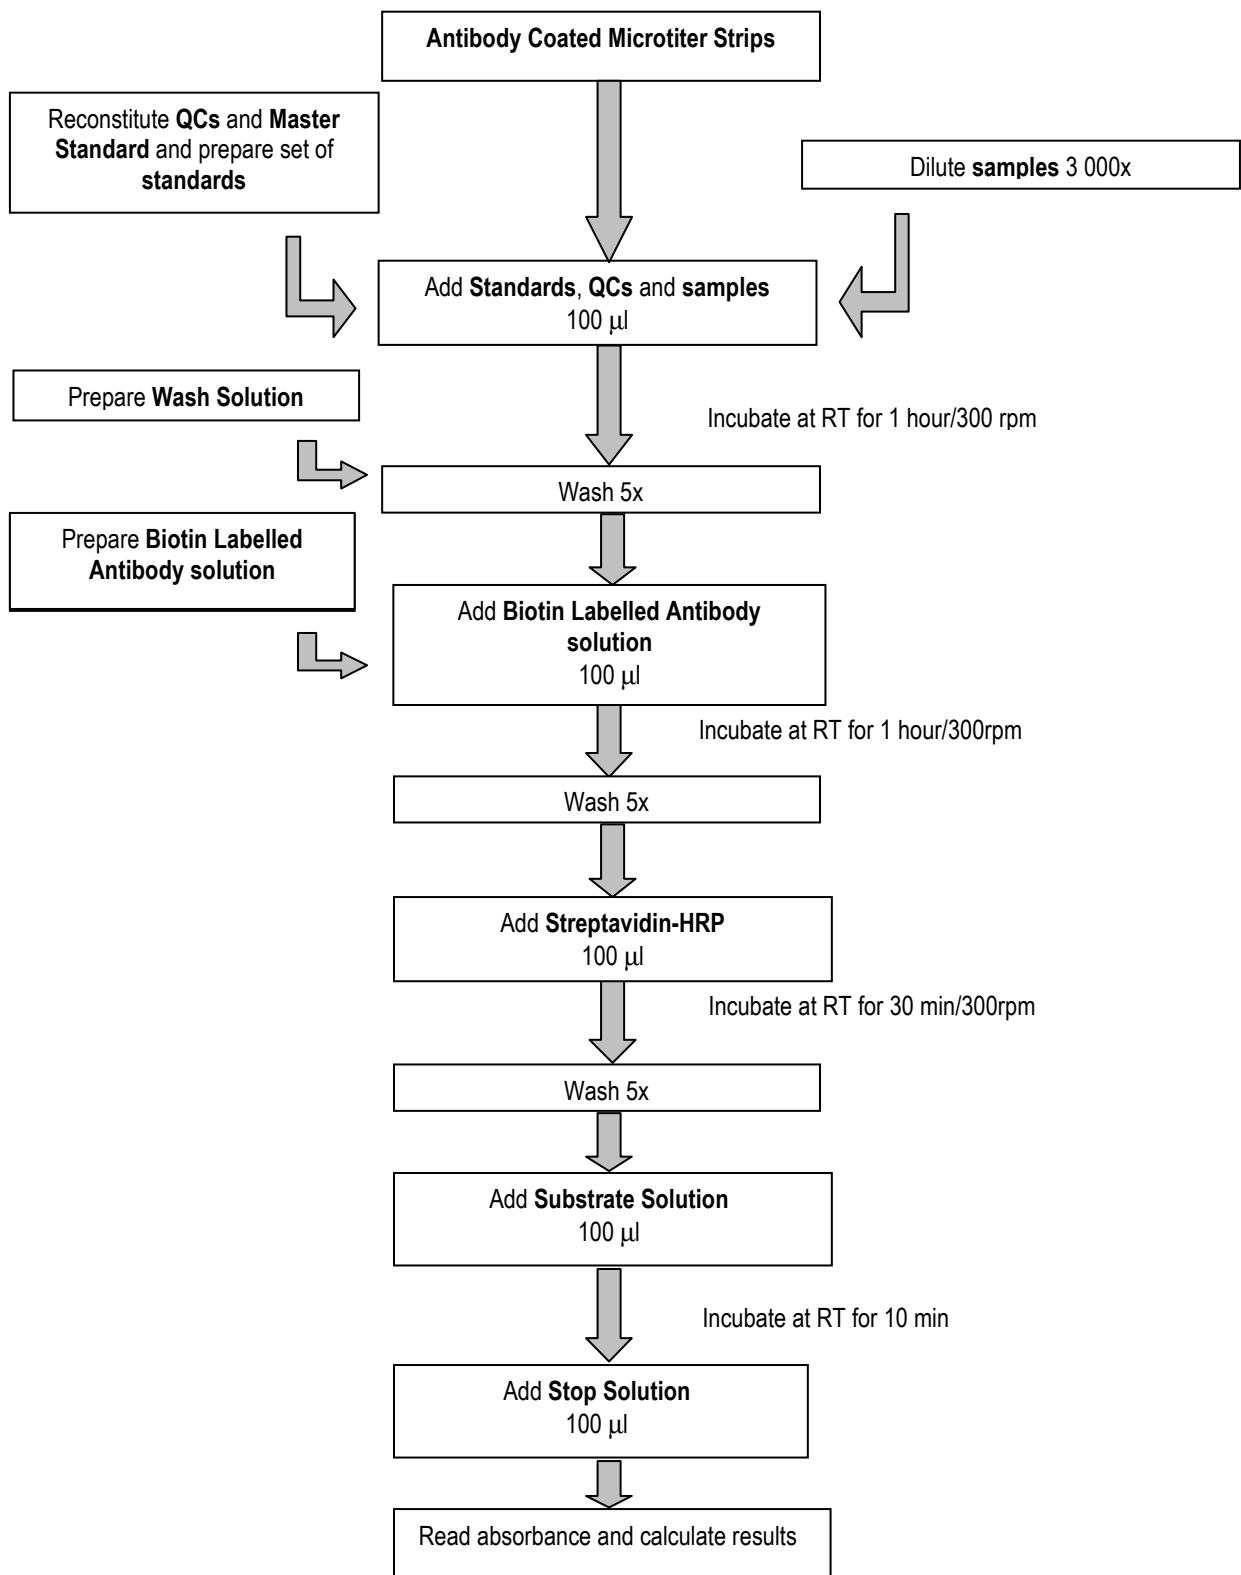 Antibody Coated Microtiter Strips
Reconstitute QCs and Master
Standard and prepare set of
standards
Dilute samples 3 000x
Add Standards, QCs and samples
100 µl
Prepare Wash Solution
Incubate at RT for 1 hour/300 rpm
Wash 5x
Prepare Biotin Labelled
Antibody solution
Add Biotin Labelled Antibody
solution
100 µl
Incubate at RT for 1 hour/300rpm
Wash 5x
Add Streptavidin-HRP
100 µl
Incubate at RT for 30 min/300rpm
Wash 5x
Add Substrate Solution
100 µl
Incubate at RT for 10 min
Add Stop Solution
100 µl
Read absorbance and calculate results